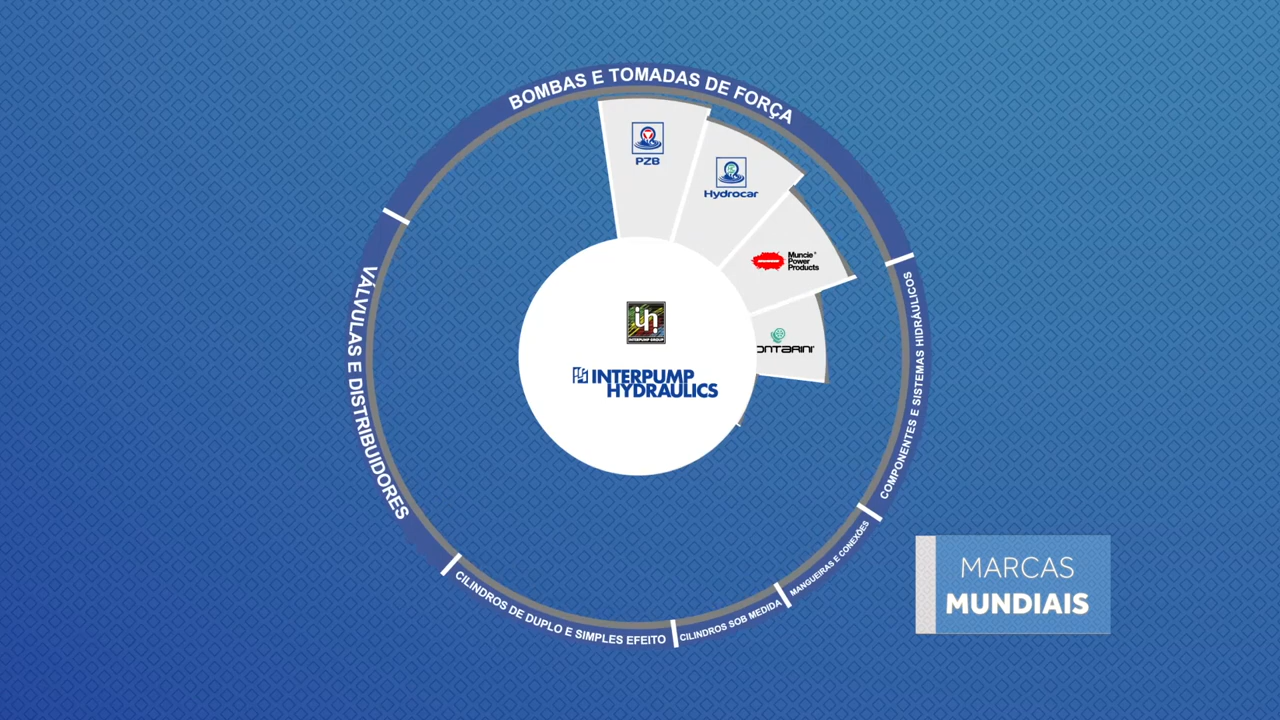 BOMBAS E TOMADAS DE FORÇA
PZB
Hydrocar
Muncie®
Power
Products
ONTARINI
ih
INTERPUMP GROUP
INTERPUMP
HYDRAULICS
COMPONENTES E SISTEMAS HIDRÁULICOS
MANGUEIRAS E CONEXÕES
CILINDROS SOB MEDIDA
CILINDROS DE DUPLO E SIMPLES EFEITO
VÁLVULAS E DISTRIBUIDORES
MARCAS
MUNDIAIS